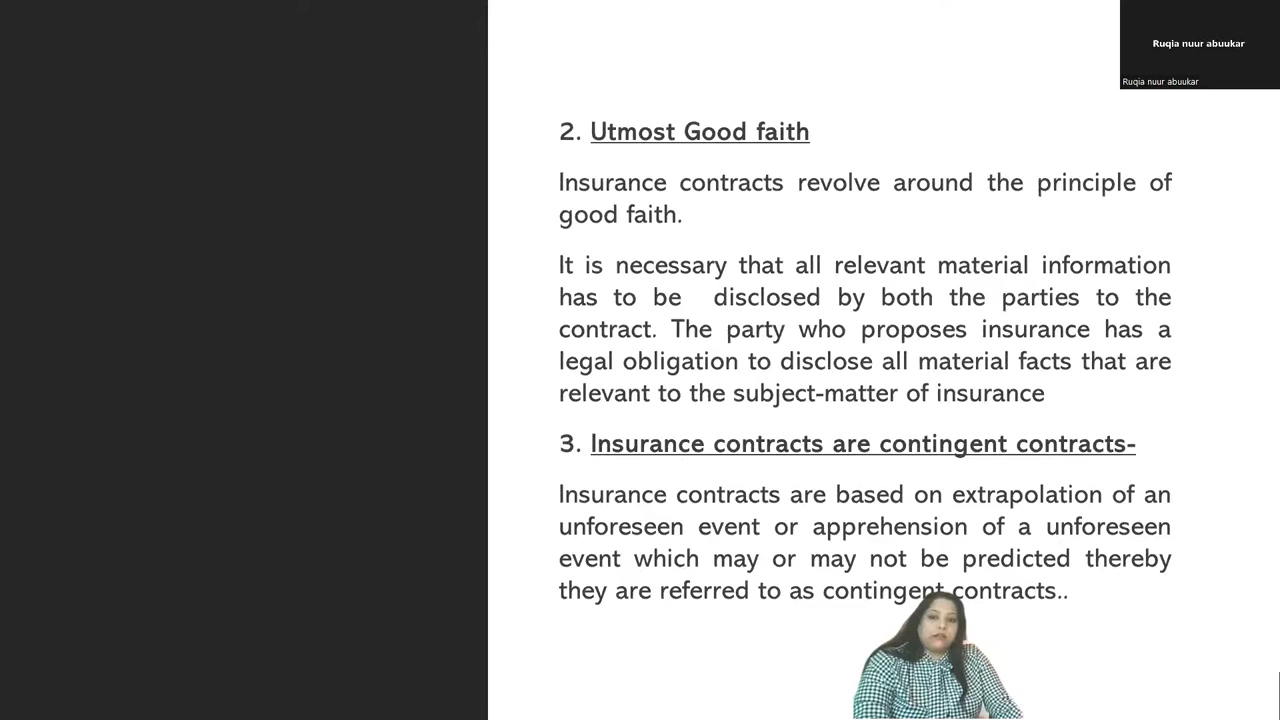 Ruqia nuur abuukar
Ruqia nuur abuukar
2. Utmost Good faith
Insurance contracts revolve around the principle of
good faith.
It is necessary that all relevant material information
has to be disclosed by both the parties to the
contract. The party who proposes insurance has a
legal obligation to disclose all material facts that are
relevant to the subject-matter of insurance
3. Insurance contracts are contingent contracts-
Insurance contracts are based on extrapolation of an
unforeseen event or apprehension of a unforeseen
event which may or may not be predicted thereby
they are referred to as contingent contracts..